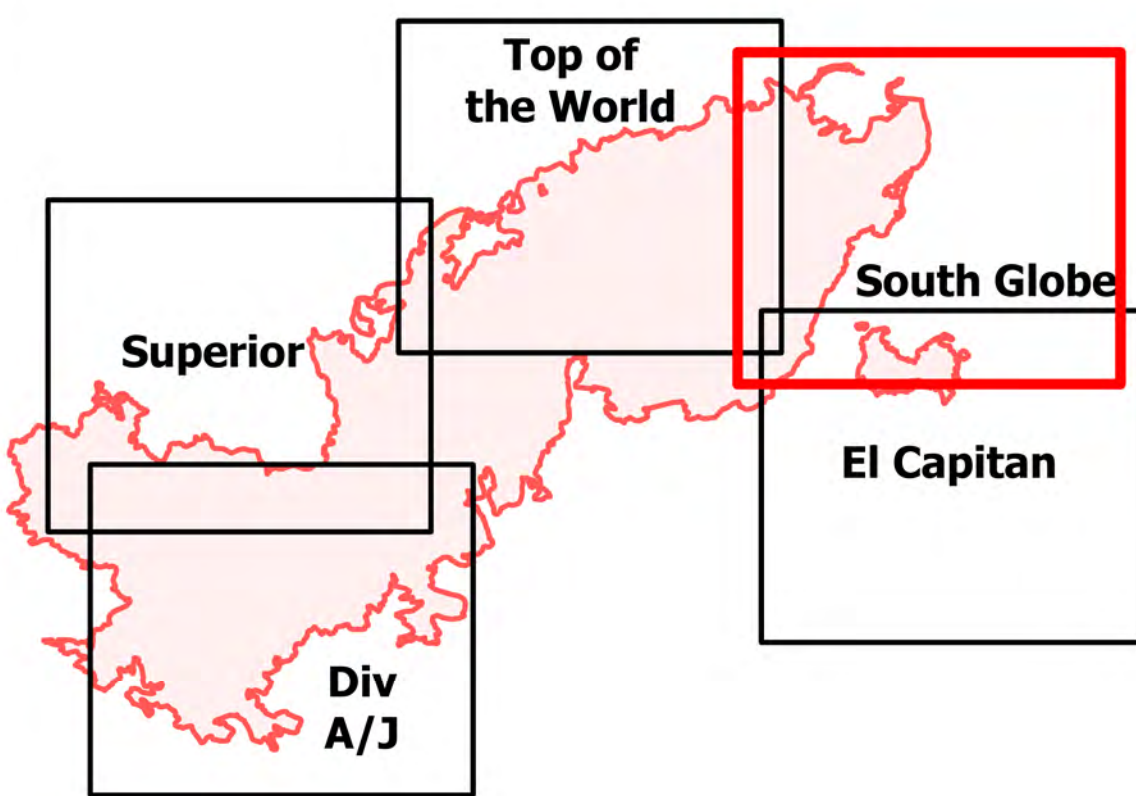 Top of
the World
South Globe
Superior
El Capitan
Div
A/J